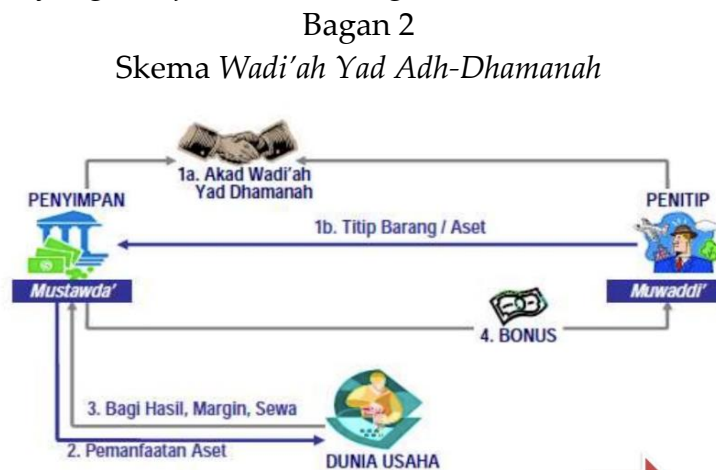 Bagan 2
Skema Wadi’ah Yad Adh-Dhamanah
1a. Akad Wadi'ah
Yad Dhamanah
PENYIMPAN
PENITIP
1b. Titip Barang / Aset
Mustawda'
Muwaddi'
4. BONUS
3. Bagi Hasil, Margin, Sewa
2. Pemanfaatan Aset
DUNIA USAHA